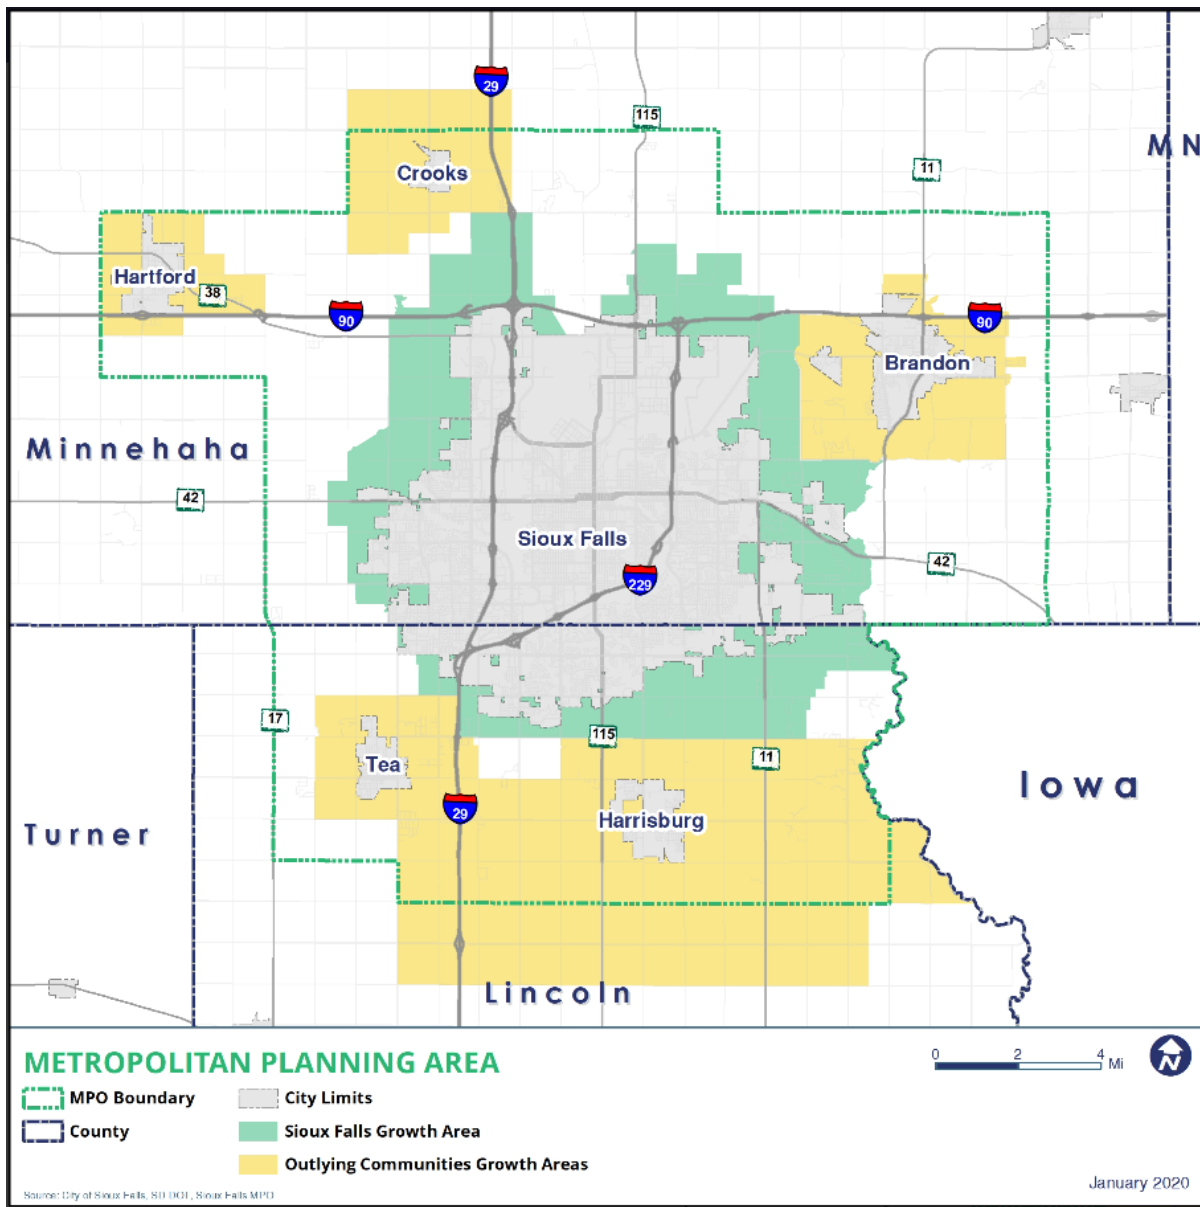 29
115
MN
11
Crooks
Hartford
38
90
90
Brandon
Minnehaha
42
Sioux Falls
42
229
17
115
11
Tea
Iowa
29
Harrisburg
Turner
Lincoln
METROPOLITAN PLANNING AREA
MPO Boundary
City Limits
County
Sioux Falls Growth Area
Outlying Communities Growth Areas
0 2 4 Mi
N
Source: City of Sioux Falls, SD DOT, Sioux Falls MPO
January 2020